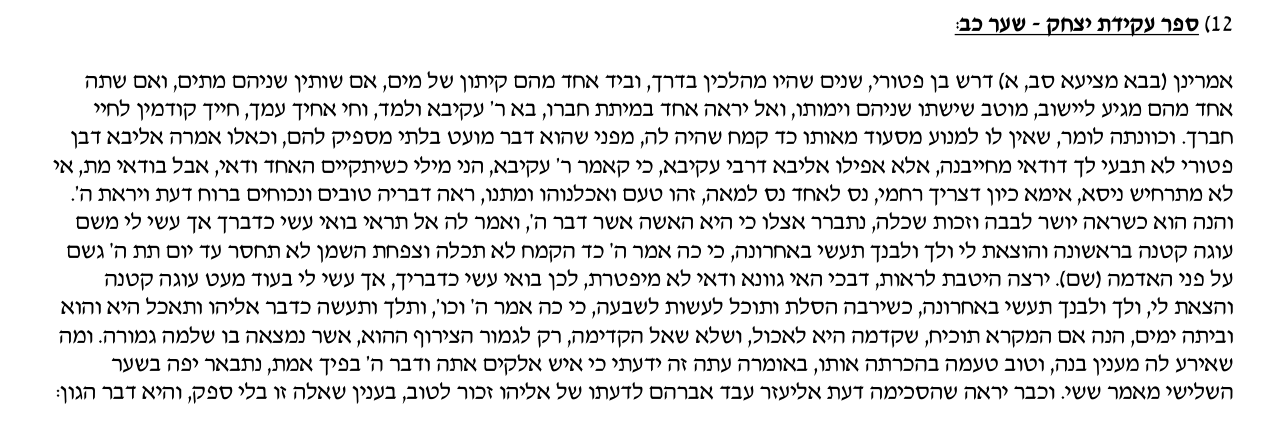 12) ספר עקידת יצחק - שער כב:
אמרינן (בבא מציעא סב, א) דרש בן פטורי, שנים שהיו מהלכין בדרך, וביד אחד מהם קיתון של מים, אם שותין שניהם מתים, ואם שתה
אחד מהם מגיע ליישוב, מוטב שישתו שניהם וימותו, ואל יראה אחד במיתת חברו, בא ר' עקיבא ולמד, וחי אחיך עמך, חייך קודמין לחיי
חברך. וכוונתה לומר, שאין לו למנוע מסעוד מאותו כד קמח שהיה לה, מפני שהוא דבר מועט בלתי מספיק להם, וכאלו אמרה אליבא דבן
פטורי לא תבעי לך דודאי מחייבנה, אלא אפילו אליבא דרבי עקיבא, כי קאמר ר' עקיבא, הני מילי כשיתקיים האחד ודאי, אבל בודאי מת, אי
לא מתרחיש ניסא, אימא כיון דצריך רחמי, נס לאחד נס למאה, זהו טעם ואכלנוהו ומתנו, ראה דבריה טובים ונכוחים ברוח דעת ויראת ה'.
והנה הוא כשראה יושר לבבה וזכות שכלה, נתברר אצלו כי היא האשה אשר דבר ה', ואמר לה אל תראי בואי עשי כדברך אך עשי לי משם
עוגה קטנה בראשונה והוצאת לי ולך ולבנך תעשי באחרונה, כי כה אמר ה' כד הקמח לא תכלה וצפחת השמן לא תחסר עד יום תת ה' גשם
על פני האדמה (שם). ירצה היטבת לראות, דבכי האי גוונא ודאי לא מיפטרת, לכן בואי עשי כדבריך, אך עשי לי בעוד מעט עוגה קטנה
והצאת לי, ולך ולבנך תעשי באחרונה, כשירבה הסלת ותוכל לעשות לשבעה, כי כה אמר ה' וכו', ותלך ותעשה כדבר אליהו ותאכל היא והוא
וביתה ימים, הנה אם המקרא תוכיח, שקדמה היא לאכול, ושלא שאל הקדימה, רק לגמור הצירוף ההוא, אשר נמצאה בו שלמה גמורה. ומה
שאירע לה מענין בנה, וטוב טעמה בהכרתה אותו, באומרה עתה זה ידעתי כי איש אלקים אתה ודבר ה' בפיך אמת, נתבאר יפה בשער
השלישי מאמר ששי. וכבר יראה שהסכימה דעת אליעזר עבד אברהם לדעתו של אליהו זכור לטוב, בענין שאלה זו בלי ספק, והיא דבר הגון: